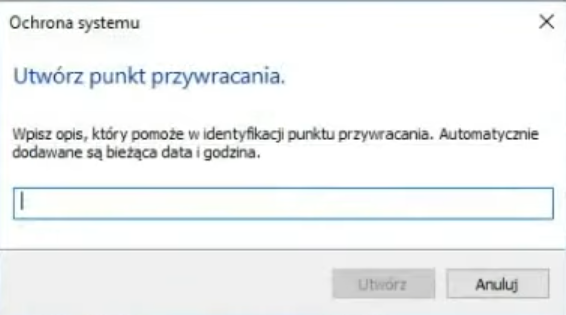 Ochrona systemu
Utwórz punkt przywracania.
Wpisz opis, który pomoże w identyfikacji punktu przywracania. Automatycznie
dodawane są bieżąca data i godzina.
Utwórz
Anuluj